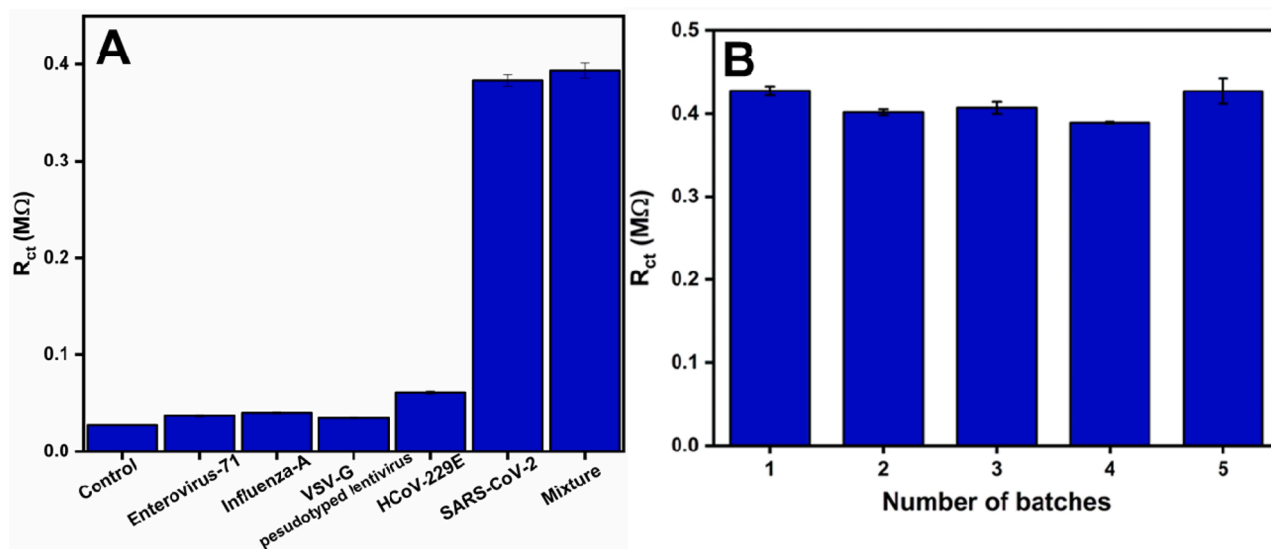 A
0.4
0.3
0.2
0.1
0.0
Rct (MΩ)
Control
Enterovirus-71
Influenza-A
VSV-G
pesudotyped lentivirus
HCoV-229E
SARS-CoV-2
Mixture
B
0.5
0.4
0.3
0.2
0.1
0.0
Rct (MΩ)
1 2 3 4 5
Number of batches